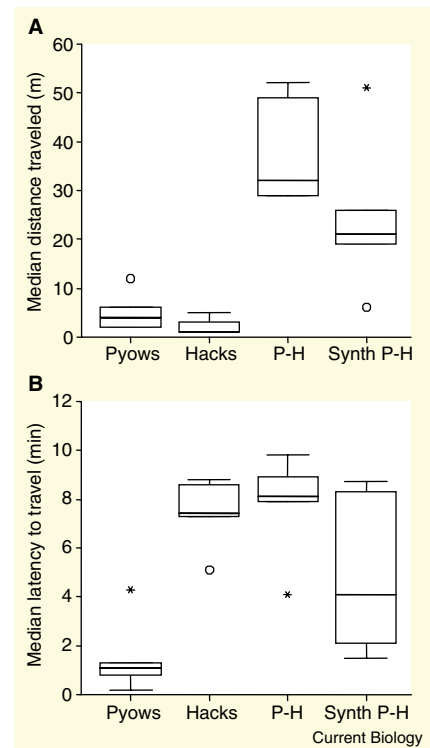 A
Median distance traveled (m)
60
50
40
30
20
10
0
Pyows Hacks P-H Synth P-H
B
Median latency to travel (min)
12
10
8
6
4
2
0
Pyows Hacks P-H Synth P-H
Current Biology